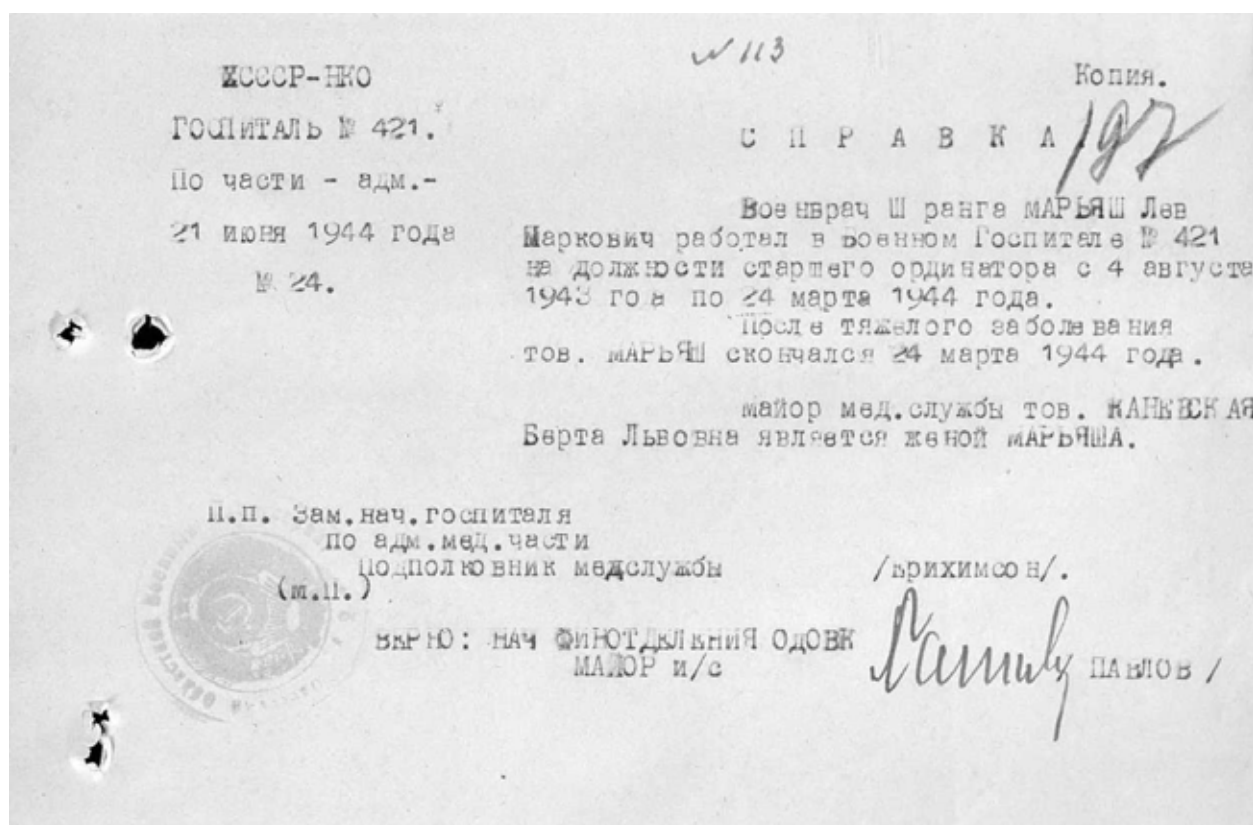 № 113
СССР-НКО
Копия.
ГОСПИТАЛЬ № 421.
С П Р А В К А
197
По части - адм.-
21 июня 1944 года
№ 24.
Военврач Ш ранга МАРЬЯШ Лев
Маркович работал в Военном Госпитале № 421
на должности старшего ординатора с 4 августа
1943 года по 24 марта 1944 года.
После тяжелого заболевания
тов. МАРЬЯШ скончался 24 марта 1944 года.
майор мед.службы тов. КАНЕВСКАЯ
Берта Львовна является женой МАРЬЯША.
П.П. Зам.нач.госпиталя
по адм.мед.части
Подполковник медслужбы /Брихимсон/.
(М.П.)
ВЕРНО: НАЧ ФИНОТДЕЛЕНИЯ ОДОВК
МАЙОР и/с ПАВЛОВ /